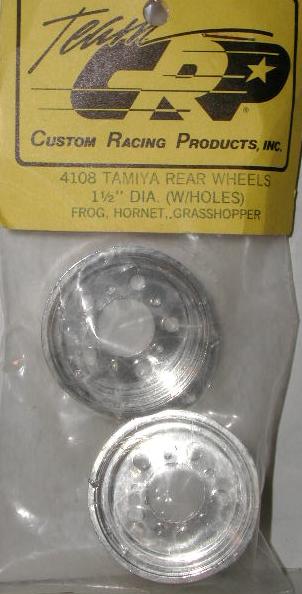 Team
CRP®
CUSTOM RACING PRODUCTS, INC.
4108 TAMIYA REAR WHEELS
1½" DIA. (W/HOLES)
FROG, HORNET, GRASSHOPPER